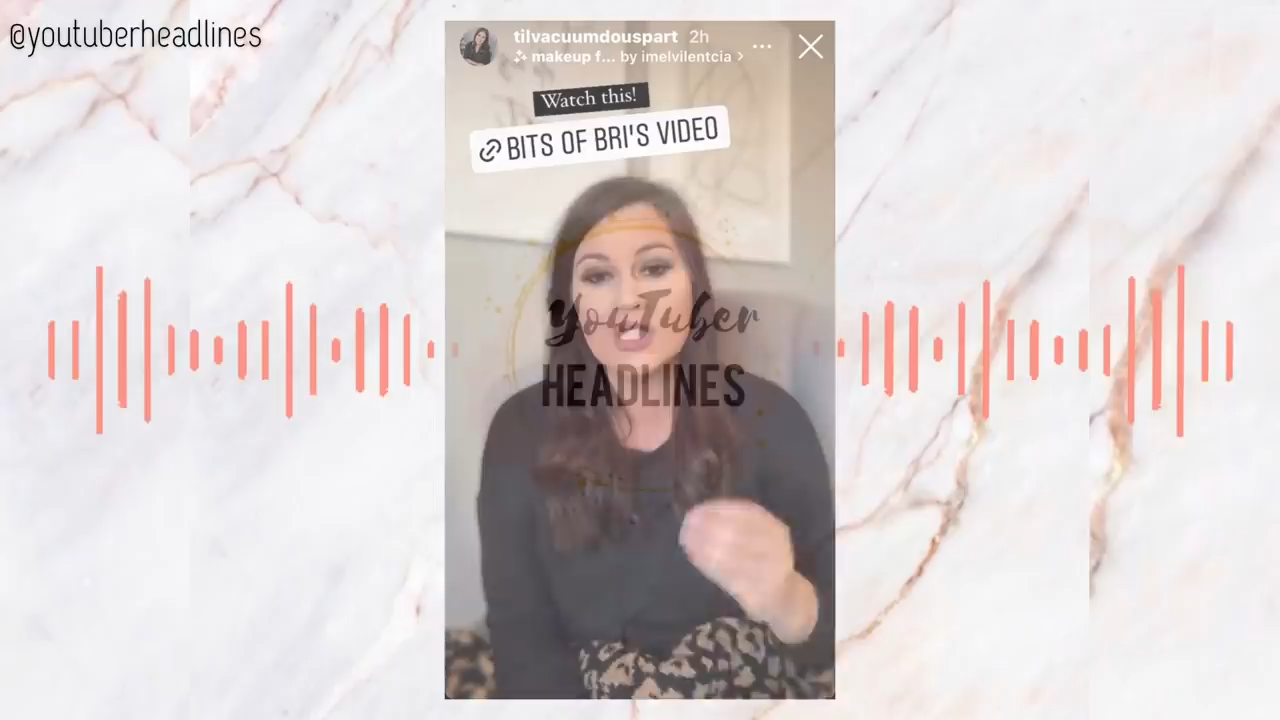 @youtuberheadlines
tilvacuumdouspart 2h
makeup f... by imelvilentcia >
Watch this!
BITS OF BRI'S VIDEO
YouTuber
HEADLINES